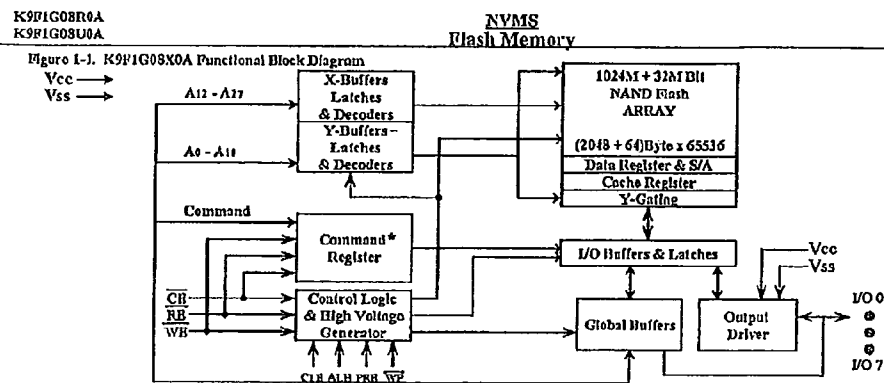 K9F1G08R0A
K9F1G08U0A
NVMS
Flash Memory
Figure 1-1. K9F1G08X0A Functional Block Diagram
Vcc
Vss
A12 - A27
A0 - A11
X-Buffers
Latches
& Decoders
Y-Buffers-
Latches
& Decoders
1024M + 32M Bit
NAND Flash
ARRAY
(2048 + 64)Byte x 65536
Data Register & S/A
Cache Register
Y-Gating
Command
Command*
Register
I/O Buffers & Latches
Vcc
Vss
CE
RE
WE
Control Logic
& High Voltage
Generator
Global Buffers
Output
Driver
I/O 0
I/O 7
CLE ALE PRE WP